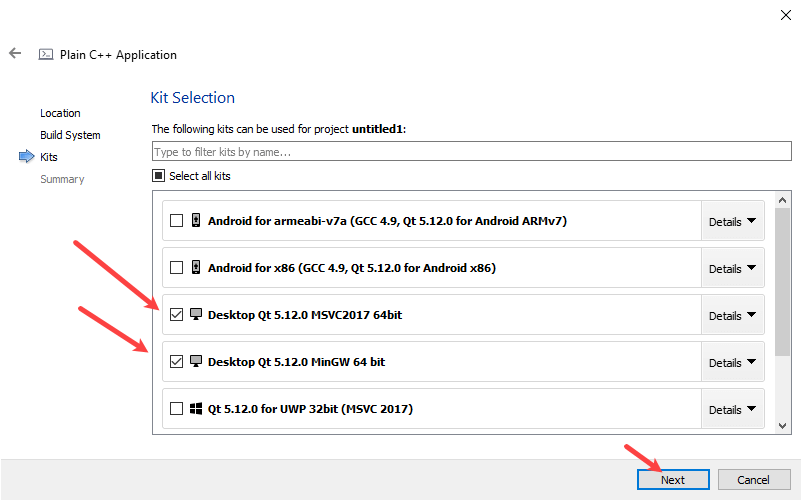 Plain C++ Application
Kit Selection
Location
Build System
Kits
Summary
The following kits can be used for project untitled1:
Type to filter kits by name...
Select all kits
Android for armeabi-v7a (GCC 4.9, Qt 5.12.0 for Android ARMv7)
Details
Android for x86 (GCC 4.9, Qt 5.12.0 for Android x86)
Details
Desktop Qt 5.12.0 MSVC2017 64bit
Details
Desktop Qt 5.12.0 MinGW 64 bit
Details
Qt 5.12.0 for UWP 32bit (MSVC 2017)
Details
Next
Cancel